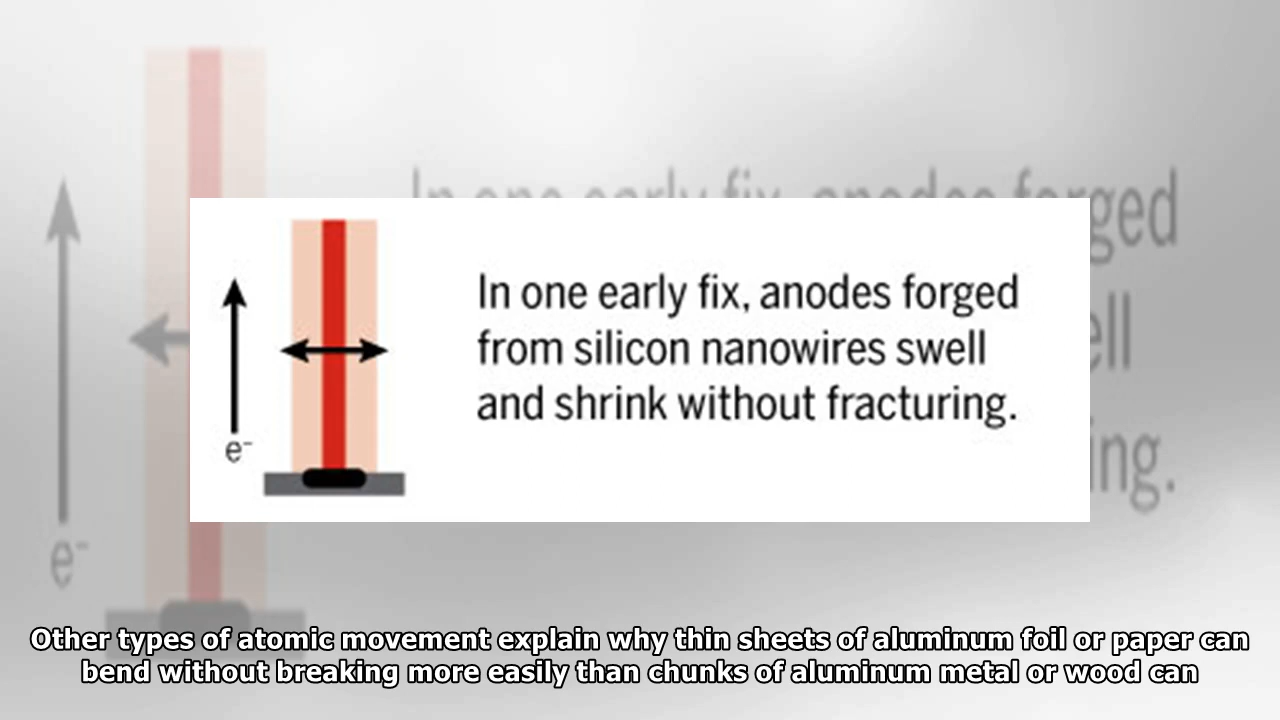 In one early fix, anodes forged
from silicon nanowires swell
and shrink without fracturing.
e⁻
e⁻
Other types of atomic movement explain why thin sheets of aluminum foil or paper can
bend without breaking more easily than chunks of aluminum metal or wood can